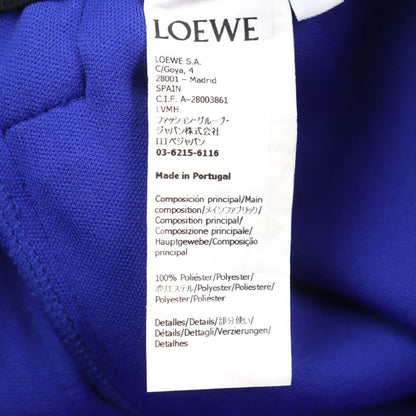 LOEWE
LOEWE S.A.
C/Goya, 4
28001 - Madrid
SPAIN
C.I.F. A-28003861
LVMH
ファッション・グループ・
ジャパン株式会社
ロエベジャパン
03-6215-6116
Made in Portugal
Composición principal/Main
composition/メインファブリック/
Composition principal/
Composizione principale/
Hauptgewebe/Composição
principal
100% Poliéster/Polyester/
ポリエステル/Polyester/Poliestere/
Polyester/Poliéster
Detalles/Details/部分使い/
Détails/Dettagli/Verzierungen/
Detalhes